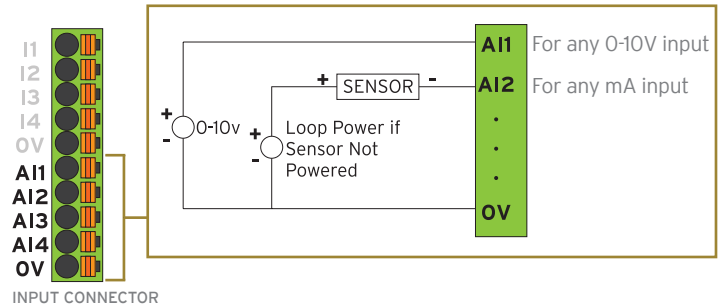 I1
I2
I3
I4
0V
AI1
AI2
AI3
AI4
0V
INPUT CONNECTOR
+
-
0-10v
+
-
Loop Power if
Sensor Not
Powered
+ SENSOR -
AI1 For any 0-10V input
AI2 For any mA input
.
.
.
0V